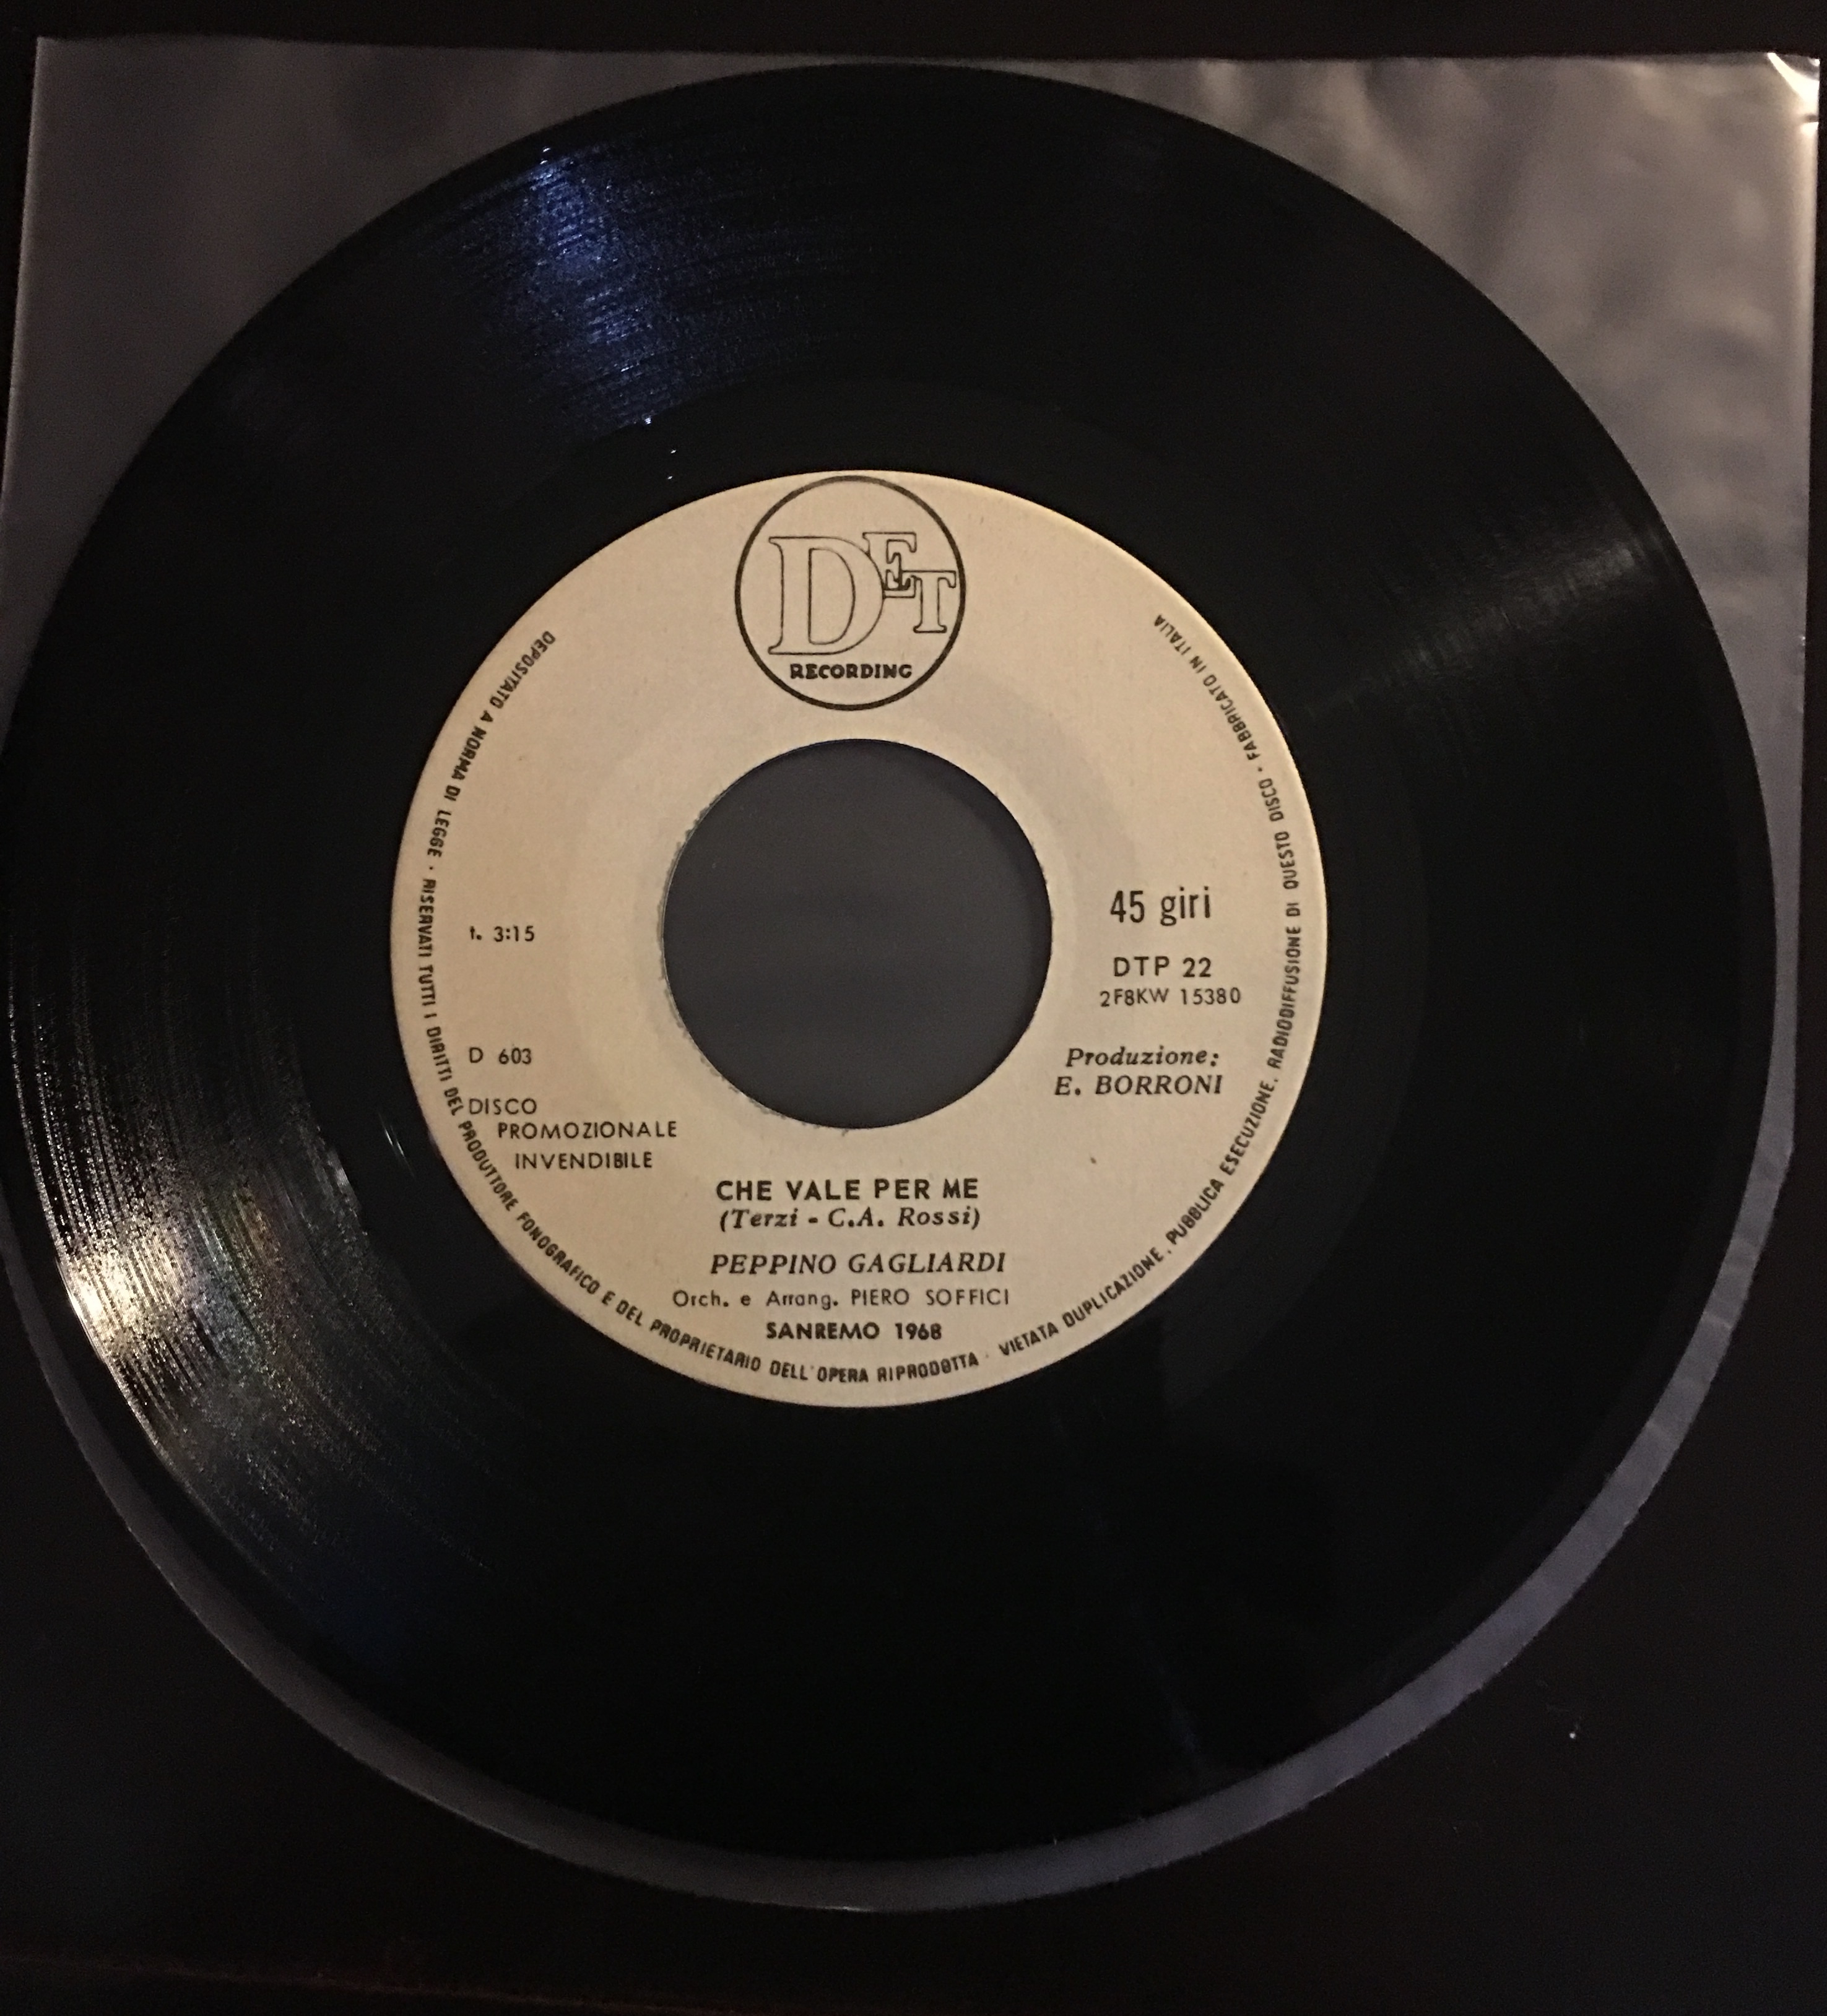 DET
RECORDING
DEPOSITATO A NORMA DI LEGGE · RISERVATI TUTTI I DIRITTI DEL PRODUTTORE FONOGRAFICO E DEL PROPRIETARIO DELL'OPERA RIPRODOTTA · VIETATA DUPLICAZIONE, PUBBLICA ESECUZIONE, RADIODIFFUSIONE DI QUESTO DISCO · FABBRICATO IN ITALIA
t. 3:15
D 603
DISCO
PROMOZIONALE
INVENDIBILE
45 giri
DTP 22
2F8KW 15380
Produzione:
E. BORRONI
CHE VALE PER ME
(Terzi - C.A. Rossi)
PEPPINO GAGLIARDI
Orch. e Arrang. PIERO SOFFICI
SANREMO 1968